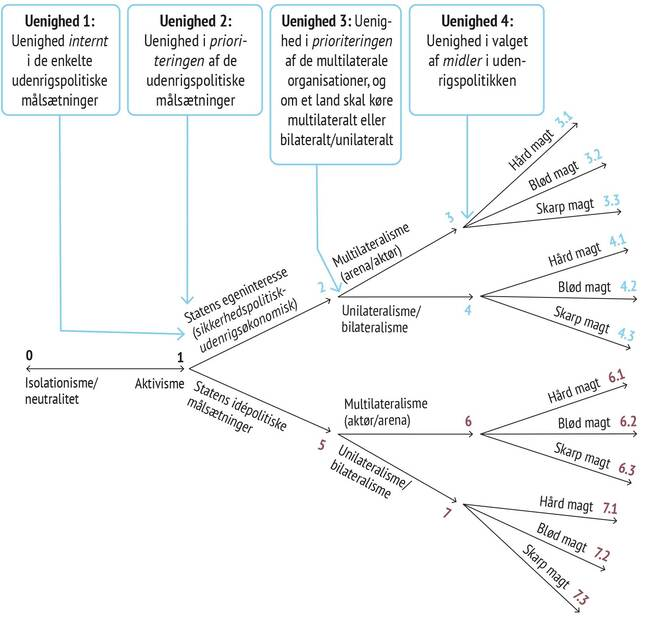 Uenighed 1:
Uenighed internt
i de enkelte
udenrigspolitiske
målsætninger
Uenighed 2:
Uenighed i priori-
teringen af de
udenrigspolitiske
målsætninger
Uenighed 3: Uenig-
hed i prioriteringen
af de multilaterale
organisationer, og
om et land skal køre
multilateralt eller
bilateralt/unilateralt
Uenighed 4:
Uenighed i valget
af midler i uden-
rigspolitikken
0
Isolationisme/
neutralitet
1
Aktivisme
Statens egeninteresse
(sikkerhedspolitisk-
udenrigsøkonomisk)
2
Multilateralisme
(arena/aktør)
3
Hård magt 3.1
Blød magt 3.2
Skarp magt 3.3
Unilateralisme/
bilateralisme
4
Hård magt 4.1
Blød magt 4.2
Skarp magt 4.3
Statens idépolitiske
målsætninger
5
Multilateralisme
(aktør/arena)
6
Hård magt 6.1
Blød magt 6.2
Skarp magt 6.3
Unilateralisme/
bilateralisme
7
Hård magt 7.1
Blød magt 7.2
Skarp magt 7.3